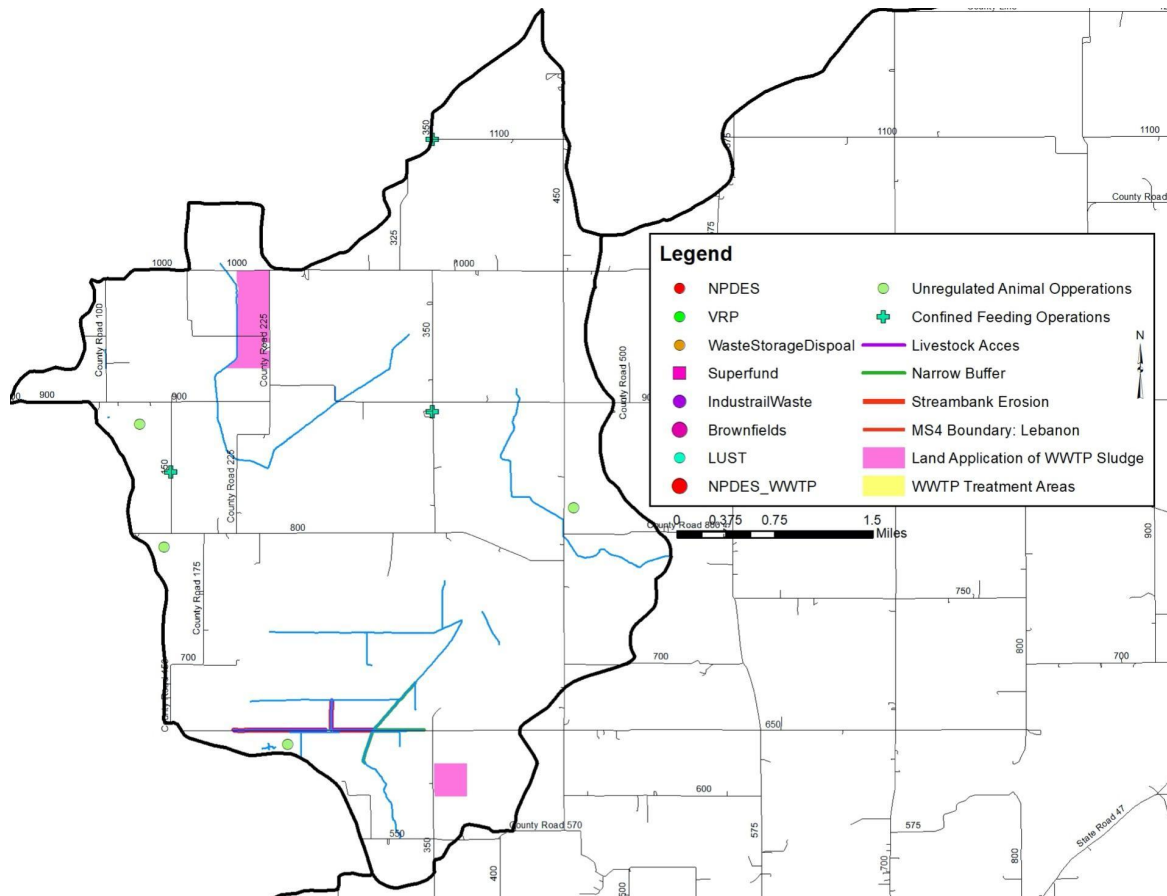 County Line
350
1100
1100
1100
575
450
County Road
325
575
1000
1000
1000
County Road 100
County Road 225
350
County Road 500
900
900
450
County Road 225
800
County Road 800
900
County Road 175
750
700
700
700
800
650
600
550
County Road 570
575
575
350
400
500
700
800
State Road 47
Legend
NPDES
VRP
WasteStorageDispoal
Superfund
IndustrailWaste
Brownfields
LUST
NPDES_WWTP
Unregulated Animal Opperations
Confined Feeding Operations
Livestock Acces
Narrow Buffer
Streambank Erosion
MS4 Boundary: Lebanon
Land Application of WWTP Sludge
WWTP Treatment Areas
N
0 0.375 0.75 1.5
Miles